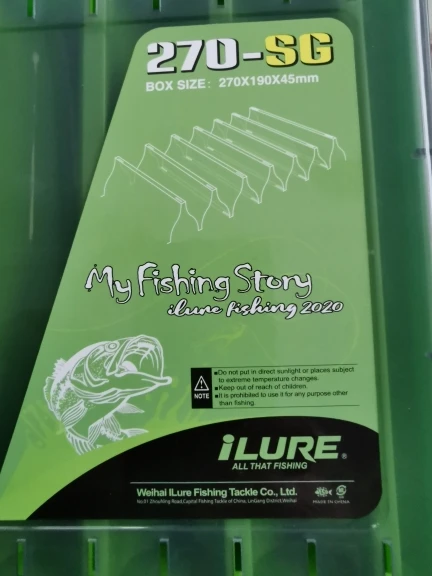 270-SG
BOX SIZE: 270X190X45mm
My Fishing Story
ilure fishing 2020
NOTE
■Do not put in direct sunlight or places subject
to extreme temperature changes.
■Keep out of reach of children.
■It is prohibited to use it for any purpose other
than fishing.
iLURE®
ALL THAT FISHING
Weihai ILure Fishing Tackle Co., Ltd.
MADE IN CHINA